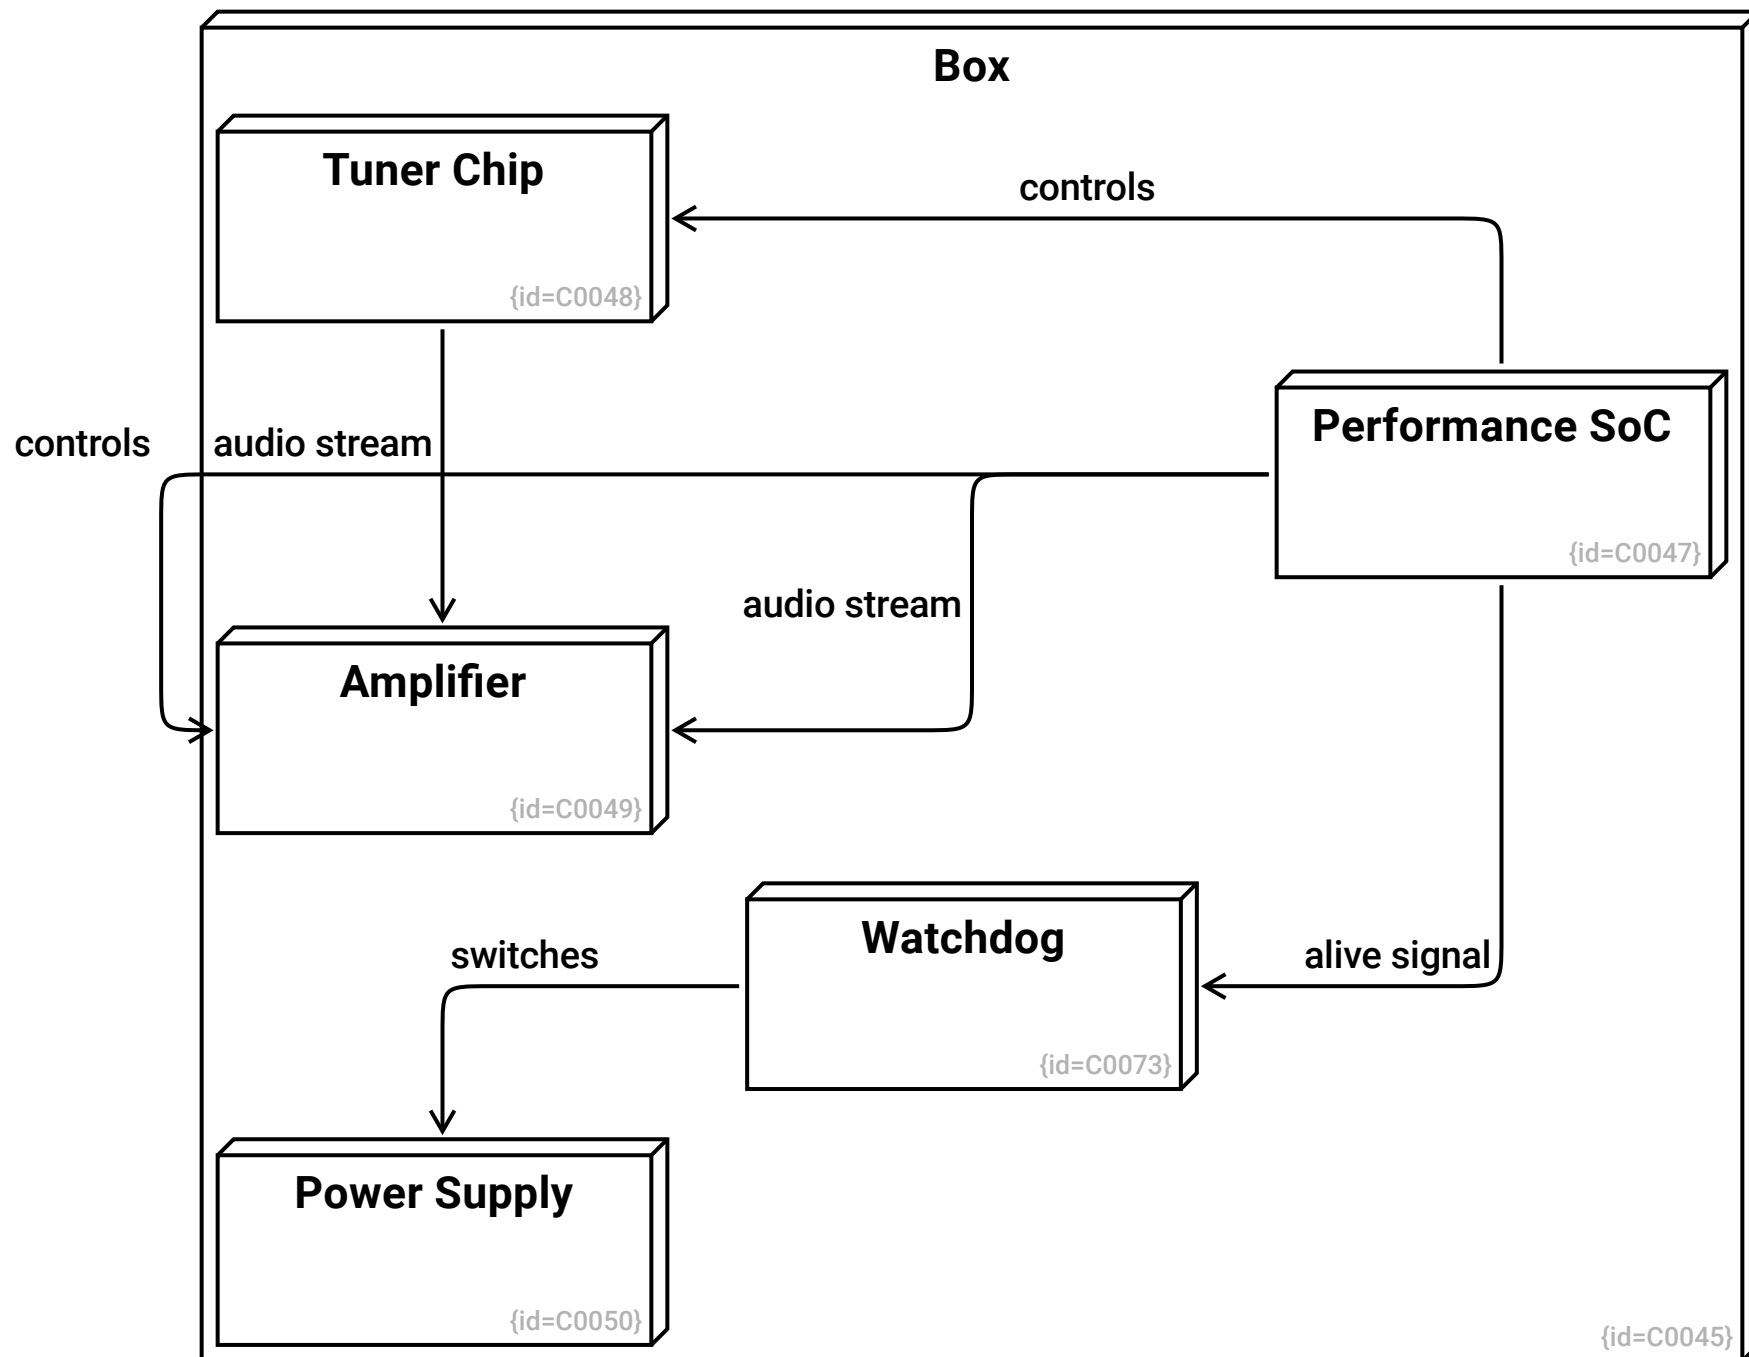 Box
Tuner Chip
controls
{id=C0048}
Performance SoC
controls
audio stream
{id=C0047}
audio stream
Amplifier
{id=C0049}
Watchdog
switches
alive signal
{id=C0073}
Power Supply
{id=C0050}
{id=C0045}